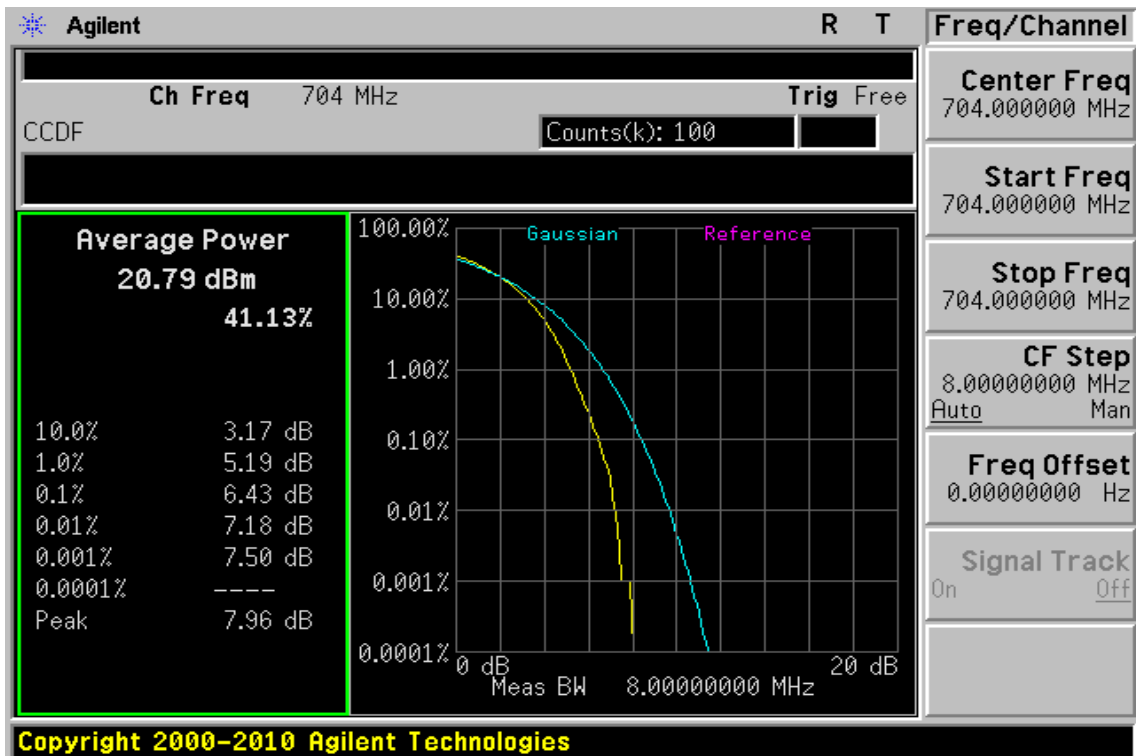 Agilent R T
Ch Freq 704 MHz Trig Free
CCDF
Counts(k): 100
Average Power
20.79 dBm
41.13%
10.0% 3.17 dB
1.0% 5.19 dB
0.1% 6.43 dB
0.01% 7.18 dB
0.001% 7.50 dB
0.0001% ----
Peak 7.96 dB
Gaussian Reference
100.00%
10.00%
1.00%
0.10%
0.01%
0.001%
0.0001%
0 dB 20 dB
Meas BW 8.000000000 MHz
Freq/Channel
Center Freq
704.000000 MHz
Start Freq
704.000000 MHz
Stop Freq
704.000000 MHz
CF Step
8.00000000 MHz
Auto Man
Freq Offset
0.00000000 Hz
Signal Track
On Off
Copyright 2000-2010 Agilent Technologies